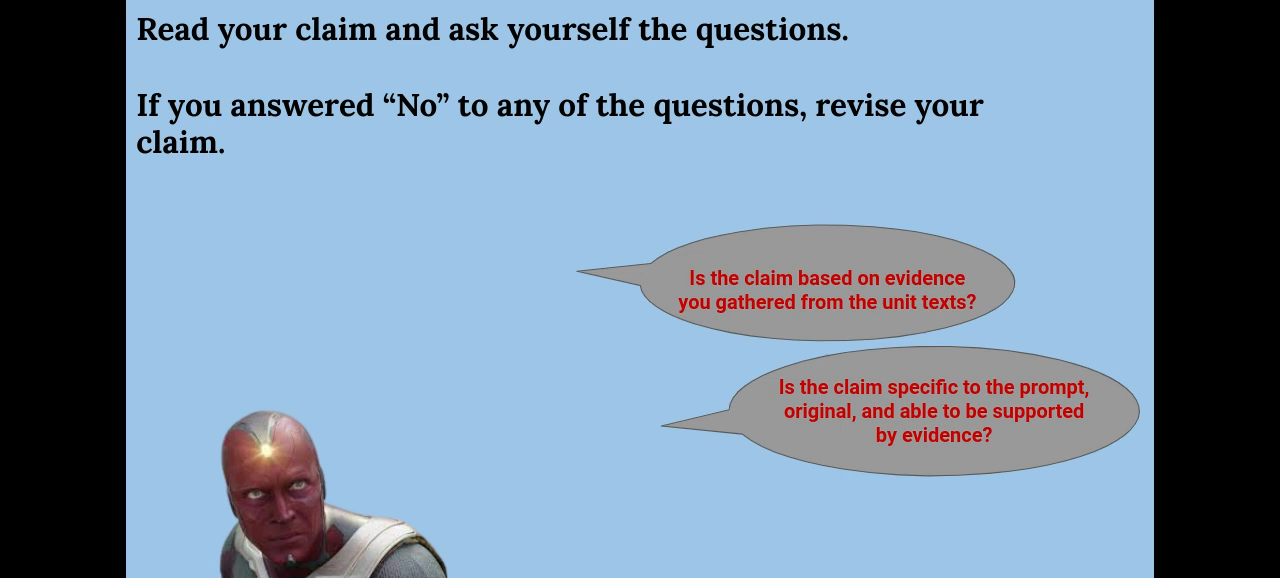 Read your claim and ask yourself the questions.
If you answered “No” to any of the questions, revise your
claim.
Is the claim based on evidence
you gathered from the unit texts?
Is the claim specific to the prompt,
original, and able to be supported
by evidence?